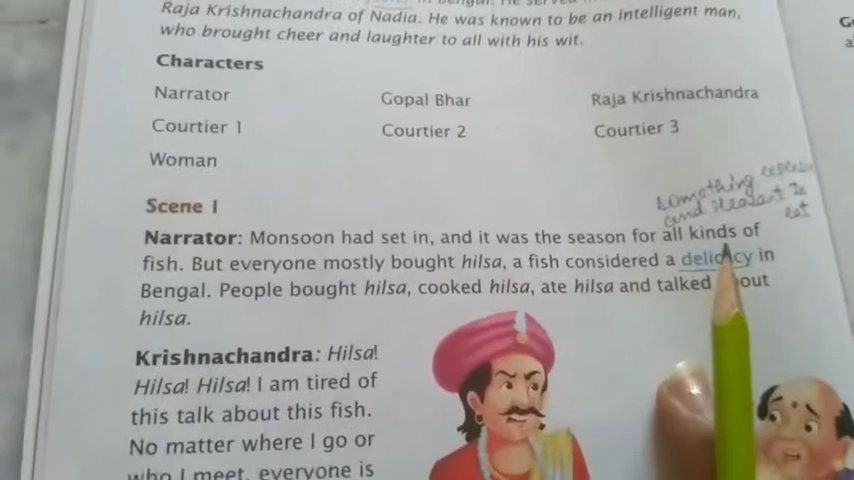 Raja Krishnachandra of Nadia. He was known to be an intelligent man,
who brought cheer and laughter to all with his wit.
Characters
Narrator Gopal Bhar Raja Krishnachandra
Courtier 1 Courtier 2 Courtier 3
Woman
Scene 1
something
and pleasant to
eat
Narrator: Monsoon had set in, and it was the season for all kinds of
fish. But everyone mostly bought hilsa, a fish considered a delicacy in
Bengal. People bought hilsa, cooked hilsa, ate hilsa and talked about
hilsa.
Krishnachandra: Hilsa!
Hilsa! Hilsa! I am tired of
this talk about this fish.
No matter where I go or
who I meet, everyone is